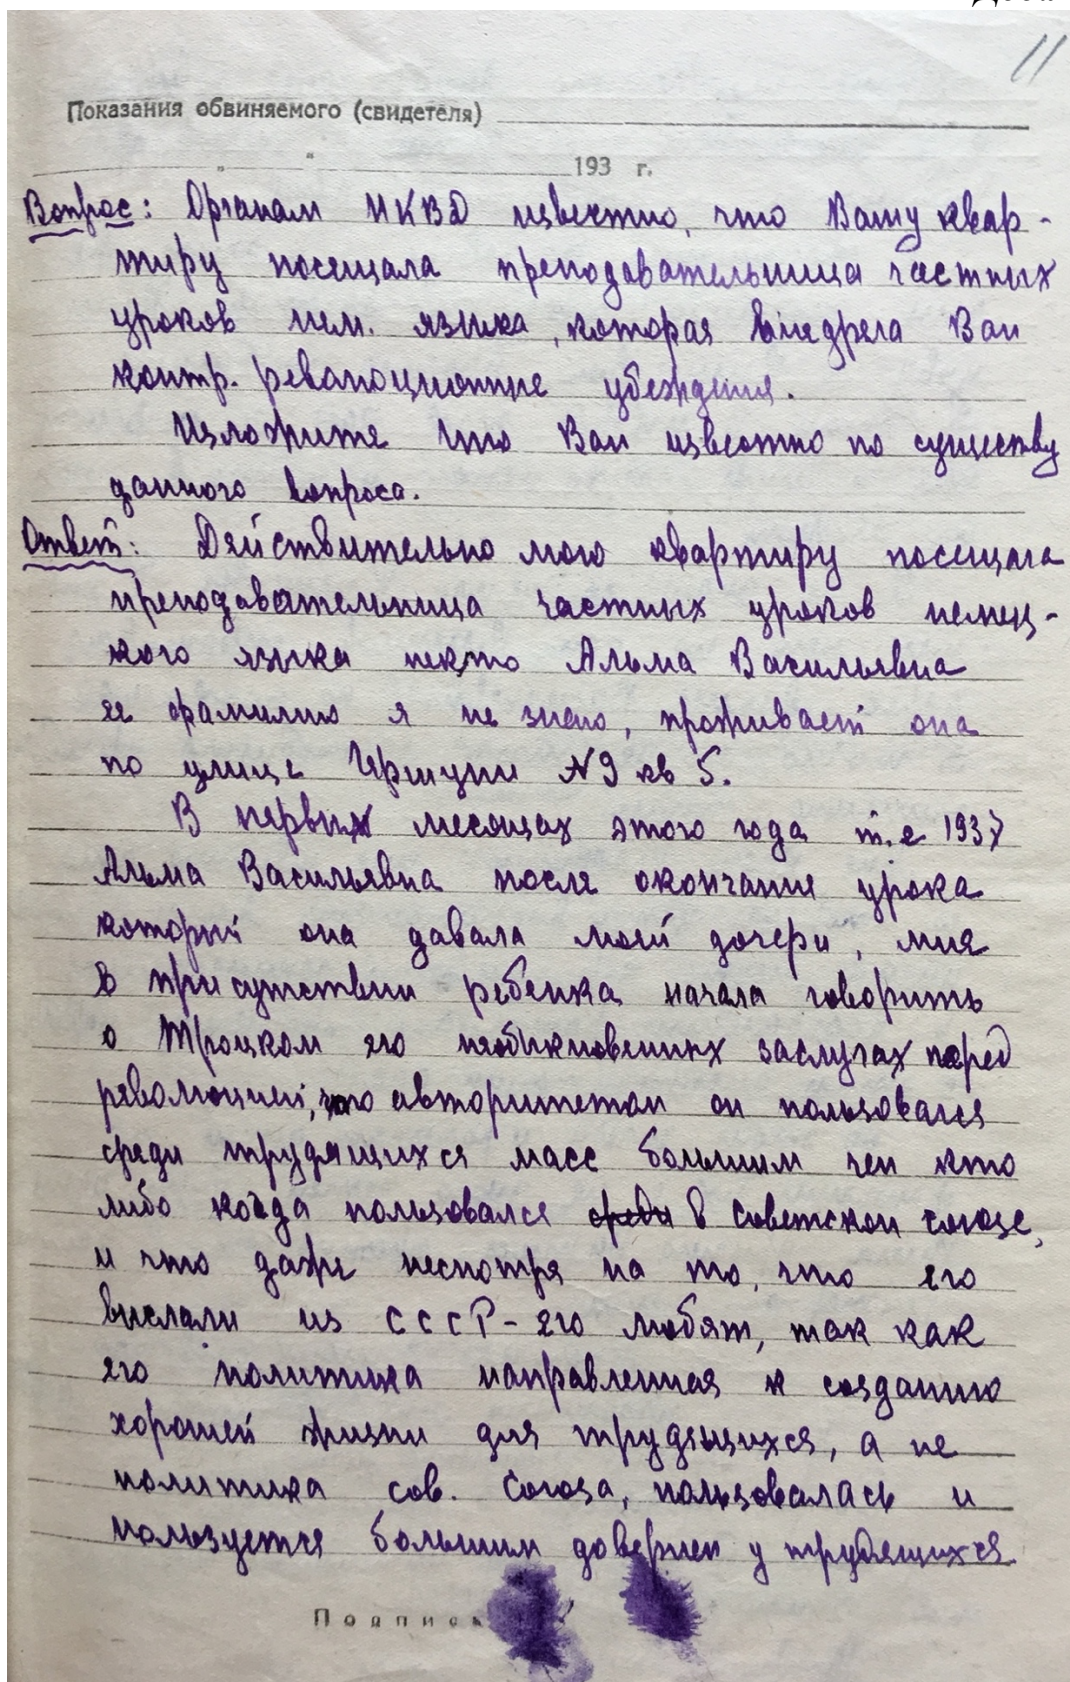 11
Показания обвиняемого (свидетеля)
„ “ 193 г.
Вопрос: Органам НКВД известно, что Вашу квар-
тиру посещала преподавательница частных
уроков нем. языка, которая внедряла Вам
контр. революционные убеждения.
Изложите что Вам известно по существу
данного вопроса.
Ответ: Действительно мою квартиру посещала
преподавательница частных уроков немец-
кого языка некто Альма Васильевна
ее фамилию я не знаю, проживает она
по улице №9 кв 5.
В первых месяцах этого года т.е 1937
Альма Васильевна после окончания урока
который она давала моей дочери, мне
в присутствии ребенка начала говорить
о Троцком его необикновенных заслугах перед
революцией, что авторитетом он пользовался
среди трудящихся масс большим чем кто
либо когда пользовался среди в советском союзе,
и что даже несмотря на то, что его
выслали из СССР - его любят, так как
его политика направленная к созданию
хорошей жизни для трудящихся, а не
политика сов. Союза, пользовалась и
пользуется большим доверием у трудящихся
Подпись